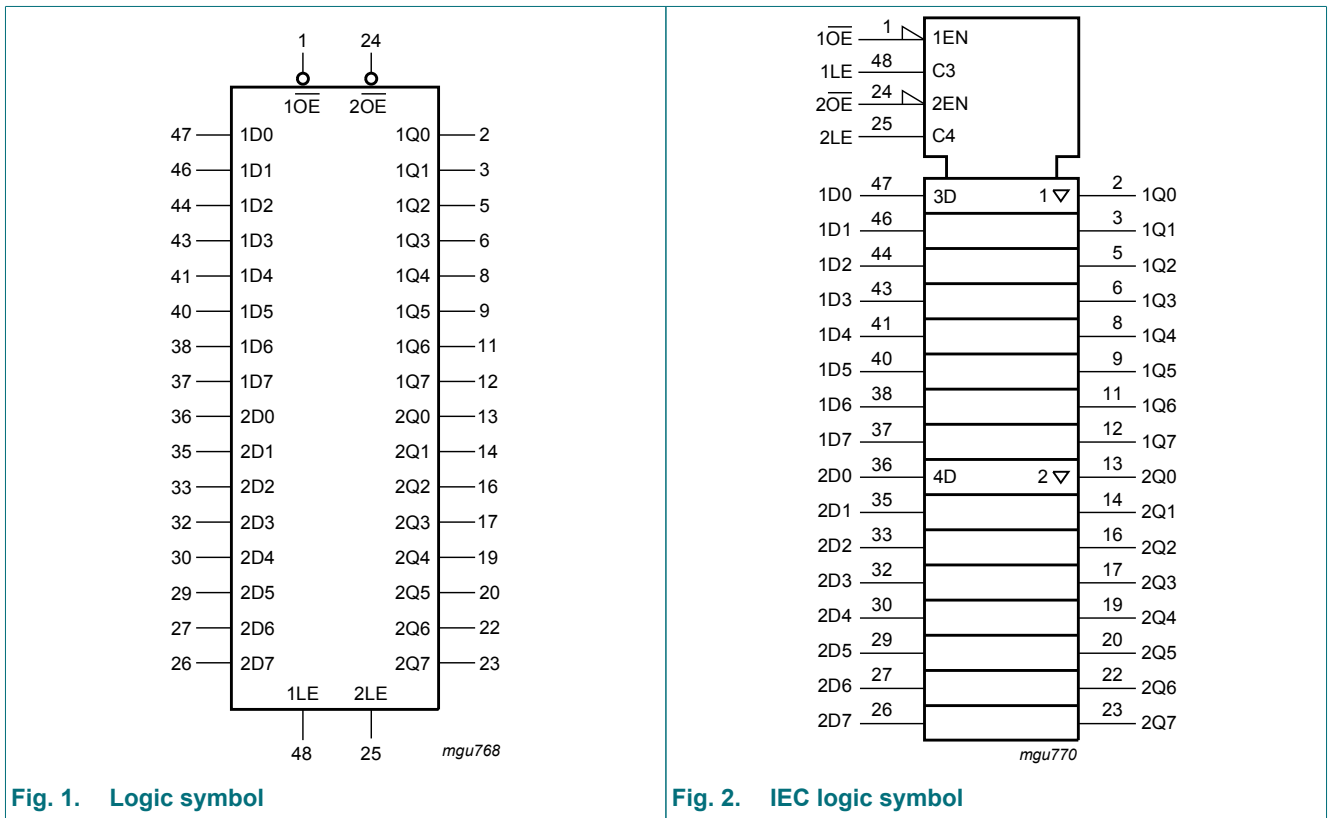 1 24
1OE 2OE
47 1D0 1Q0 2
46 1D1 1Q1 3
44 1D2 1Q2 5
43 1D3 1Q3 6
41 1D4 1Q4 8
40 1D5 1Q5 9
38 1D6 1Q6 11
37 1D7 1Q7 12
36 2D0 2Q0 13
35 2D1 2Q1 14
33 2D2 2Q2 16
32 2D3 2Q3 17
30 2D4 2Q4 19
29 2D5 2Q5 20
27 2D6 2Q6 22
26 2D7 2Q7 23
1LE 2LE
48 25 mgu768
Fig. 1. Logic symbol
1OE 1 1EN
1LE 48 C3
2OE 24 2EN
2LE 25 C4
1D0 47 3D 1 ▽ 2 1Q0
1D1 46 3 1Q1
1D2 44 5 1Q2
1D3 43 6 1Q3
1D4 41 8 1Q4
1D5 40 9 1Q5
1D6 38 11 1Q6
1D7 37 12 1Q7
2D0 36 4D 2 ▽ 13 2Q0
2D1 35 14 2Q1
2D2 33 16 2Q2
2D3 32 17 2Q3
2D4 30 19 2Q4
2D5 29 20 2Q5
2D6 27 22 2Q6
2D7 26 23 2Q7
mgu770
Fig. 2. IEC logic symbol